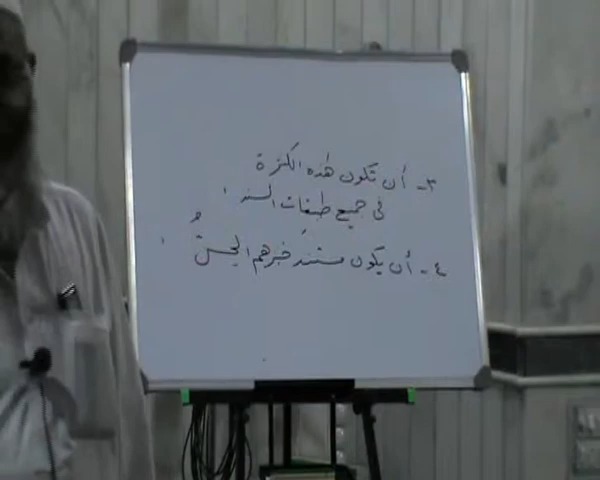 ٣- أن تكون هذه الكثرة
في جميع طبقات السند
٤- أن يكون مستند خبرهم الحسُّ